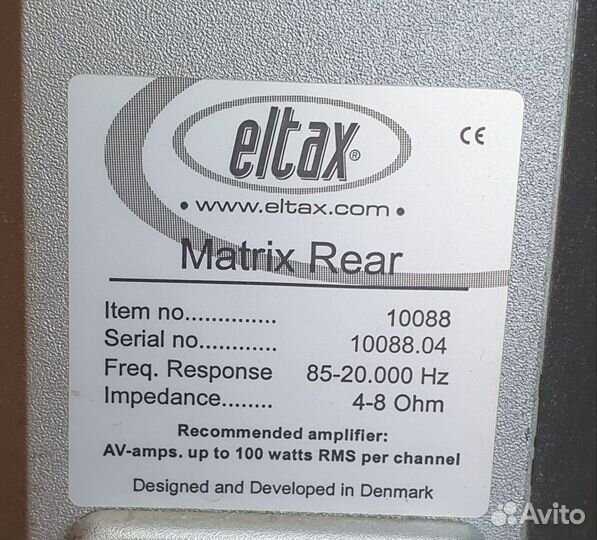 eltax®
CE
• www.eltax.com •
Matrix Rear
Item no.............. 10088
Serial no............ 10088.04
Freq. Response 85-20.000 Hz
Impedance........ 4-8 Ohm
Recommended amplifier:
AV-amps. up to 100 watts RMS per channel
Designed and Developed in Denmark
Avito